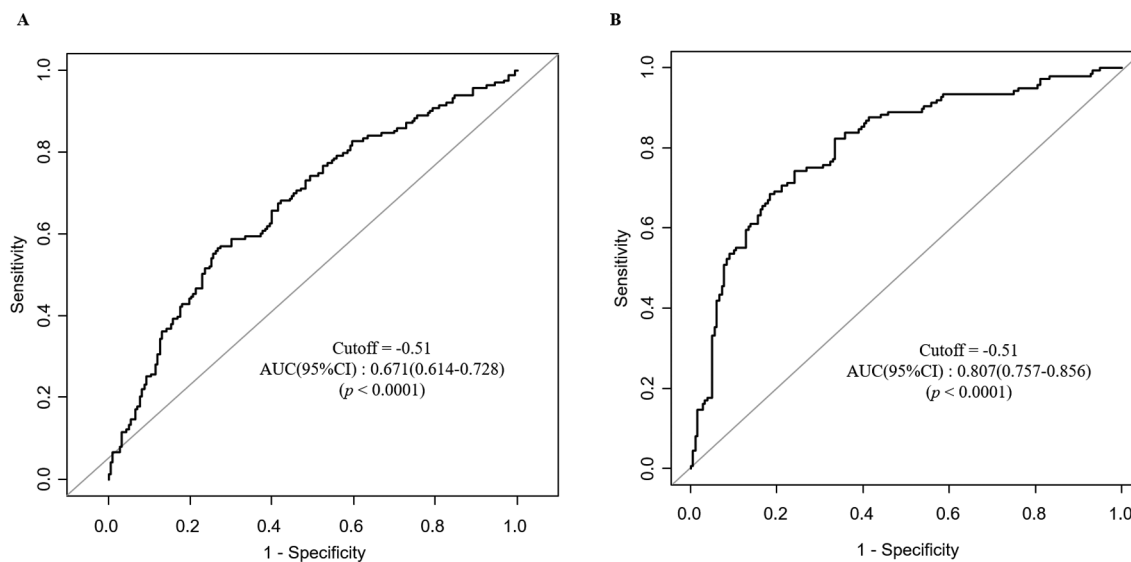 A
1.0
0.8
0.6
0.4
0.2
0.0
Sensitivity
Cutoff = -0.51
AUC(95%CI) : 0.671(0.614-0.728)
(p < 0.0001)
0.0 0.2 0.4 0.6 0.8 1.0
1 - Specificity
B
1.0
0.8
0.6
0.4
0.2
0.0
Sensitivity
Cutoff = -0.51
AUC(95%CI) : 0.807(0.757-0.856)
(p < 0.0001)
0.0 0.2 0.4 0.6 0.8 1.0
1 - Specificity